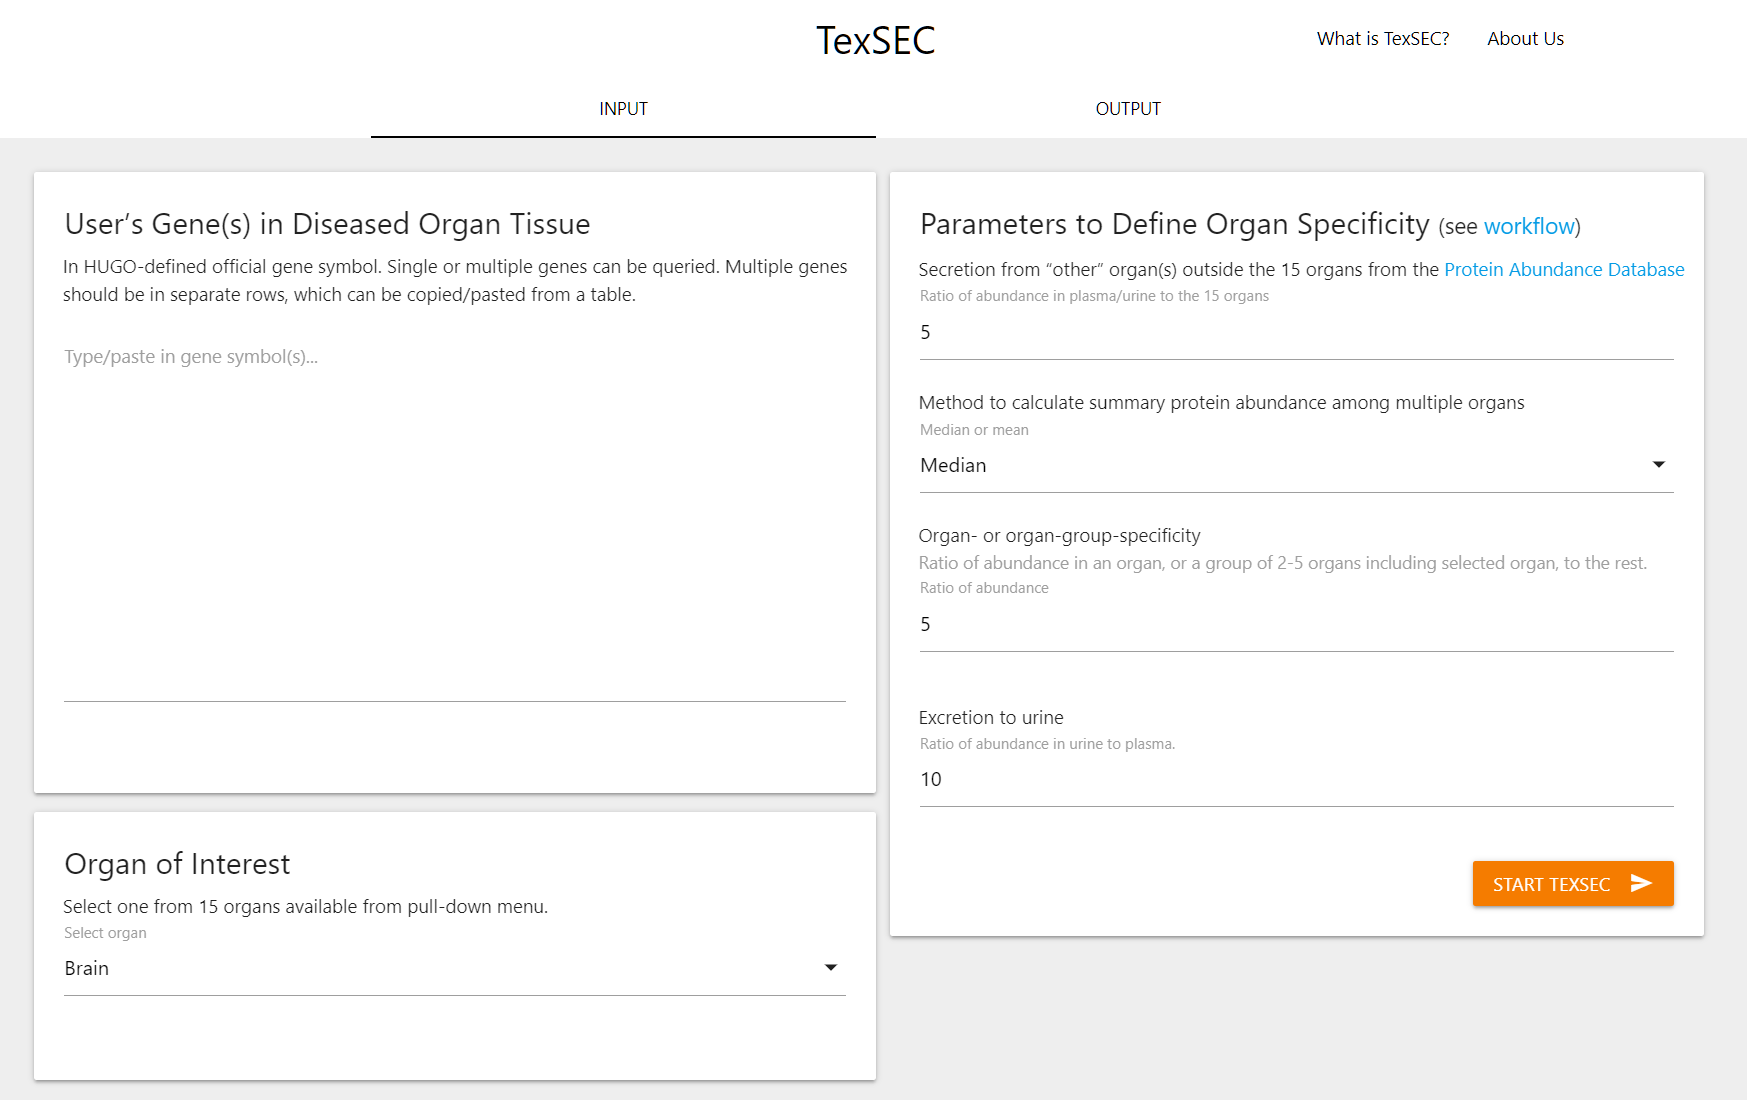 TexSEC
What is TexSEC?
About Us
INPUT
OUTPUT
User’s Gene(s) in Diseased Organ Tissue
In HUGO-defined official gene symbol. Single or multiple genes can be queried. Multiple genes
should be in separate rows, which can be copied/pasted from a table.
Type/paste in gene symbol(s)...
Organ of Interest
Select one from 15 organs available from pull-down menu.
Select organ
Brain
Parameters to Define Organ Specificity (see workflow)
Secretion from “other” organ(s) outside the 15 organs from the Protein Abundance Database
Ratio of abundance in plasma/urine to the 15 organs
5
Method to calculate summary protein abundance among multiple organs
Median or mean
Median
Organ- or organ-group-specificity
Ratio of abundance in an organ, or a group of 2-5 organs including selected organ, to the rest.
Ratio of abundance
5
Excretion to urine
Ratio of abundance in urine to plasma.
10
START TEXSEC